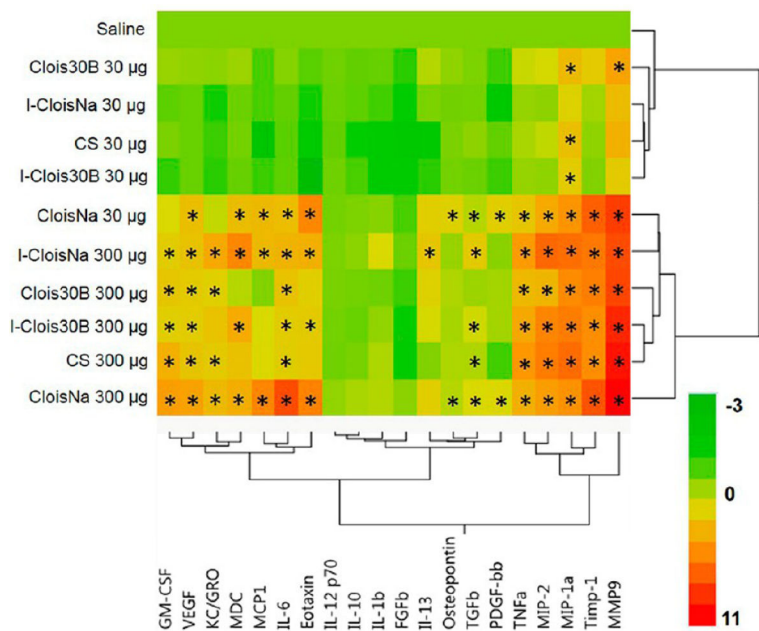 Saline
Clois30B 30 µg
I-CloisNa 30 µg
CS 30 µg
I-Clois30B 30 µg
CloisNa 30 µg
I-CloisNa 300 µg
Clois30B 300 µg
I-Clois30B 300 µg
CS 300 µg
CloisNa 300 µg
* *
*
*
* * * * * * * * * * * * * *
* * * * * * * * * * * * * *
* * * * * * * * *
* * * * * * * * * * *
* * * * * * * * * *
* * * * * * * * * * * * * * *
-3
0
11
GM-CSF
VEGF
KC/GRO
MDC
MCP1
IL-6
Eotaxin
IL-12 p70
IL-10
IL-1b
FGFb
Il-13
Osteopontin
TGFb
PDGF-bb
TNFa
MIP-2
MIP-1a
Timp-1
MMP9